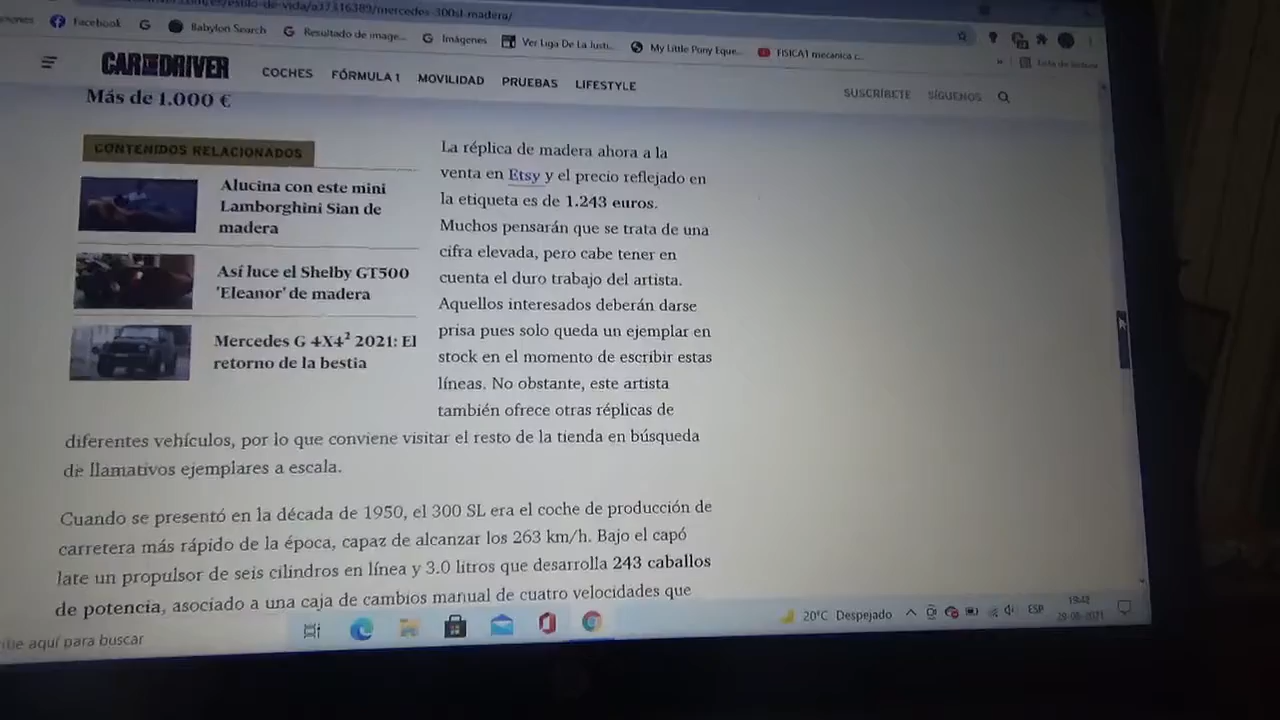 estilo-de-vida/a37316389/mercedes-300sl-madera/
Facebook
Babylon Search
Resultado de image...
Imágenes
Ver Liga De La Justi...
My Little Pony Eque...
FISICA1 mecanica c...
»
Lista de lectura
CAR AND DRIVER
COCHES
FÓRMULA 1
MOVILIDAD
PRUEBAS
LIFESTYLE
SUSCRÍBETE
SÍGUENOS
Más de 1.000 €
CONTENIDOS RELACIONADOS
Alucina con este mini
Lamborghini Sian de
madera
Así luce el Shelby GT500
'Eleanor' de madera
Mercedes G 4X4² 2021: El
retorno de la bestia
La réplica de madera ahora a la
venta en Etsy y el precio reflejado en
la etiqueta es de 1.243 euros.
Muchos pensarán que se trata de una
cifra elevada, pero cabe tener en
cuenta el duro trabajo del artista.
Aquellos interesados deberán darse
prisa pues solo queda un ejemplar en
stock en el momento de escribir estas
líneas. No obstante, este artista
también ofrece otras réplicas de
diferentes vehículos, por lo que conviene visitar el resto de la tienda en búsqueda
de llamativos ejemplares a escala.
Cuando se presentó en la década de 1950, el 300 SL era el coche de producción de
carretera más rápido de la época, capaz de alcanzar los 263 km/h. Bajo el capó
late un propulsor de seis cilindros en línea y 3.0 litros que desarrolla 243 caballos
de potencia, asociado a una caja de cambios manual de cuatro velocidades que
aquí para buscar
20°C Despejado
ESP
19:42